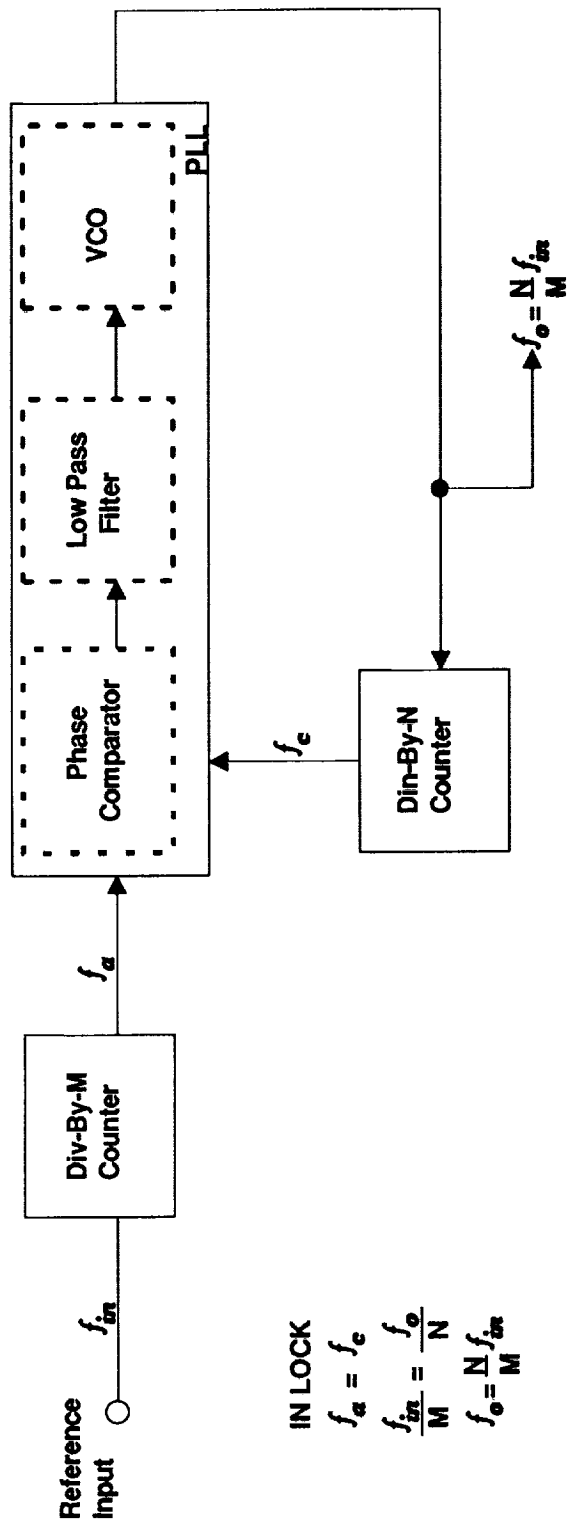 Reference
Input
f_in
Div-By-M
Counter
f_a
Phase
Comparator
Low Pass
Filter
VCO
PLL
f_c
Din-By-N
Counter
f_o = N/M f_in
IN LOCK
f_a = f_c
f_in/M = f_o/N
f_o = N/M f_in